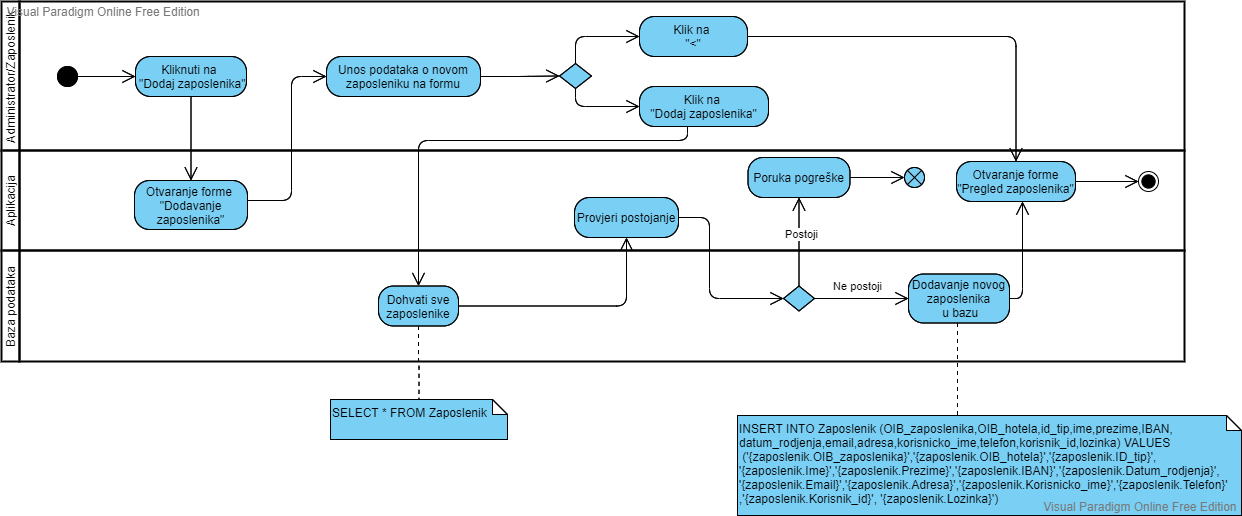 Visual Paradigm Online Free Edition
Administrator/Zaposlenik
Kliknuti na
"Dodaj zaposlenika"
Unos podataka o novom
zaposleniku na formu
Klik na
"<"
Klik na
"Dodaj zaposlenika"
Aplikacija
Otvaranje forme
"Dodavanje
zaposlenika"
Provjeri postojanje
Poruka pogreške
Otvaranje forme
"Pregled zaposlenika"
Postoji
Baza podataka
Dohvati sve
zaposlenike
Ne postoji
Dodavanje novog
zaposlenika
u bazu
SELECT * FROM Zaposlenik
INSERT INTO Zaposlenik (OIB_zaposlenika,OIB_hotela,id_tip,ime,prezime,IBAN,
datum_rodjenja,email,adresa,korisnicko_ime,telefon,korisnik_id,lozinka) VALUES
('{zaposlenik.OIB_zaposlenika}','{zaposlenik.OIB_hotela}','{zaposlenik.ID_tip}',
'{zaposlenik.Ime}','{zaposlenik.Prezime}','{zaposlenik.IBAN}','{zaposlenik.Datum_rodjenja}',
'{zaposlenik.Email}','{zaposlenik.Adresa}','{zaposlenik.Korisnicko_ime}','{zaposlenik.Telefon}'
,'{zaposlenik.Korisnik_id}', '{zaposlenik.Lozinka}')
Visual Paradigm Online Free Edition